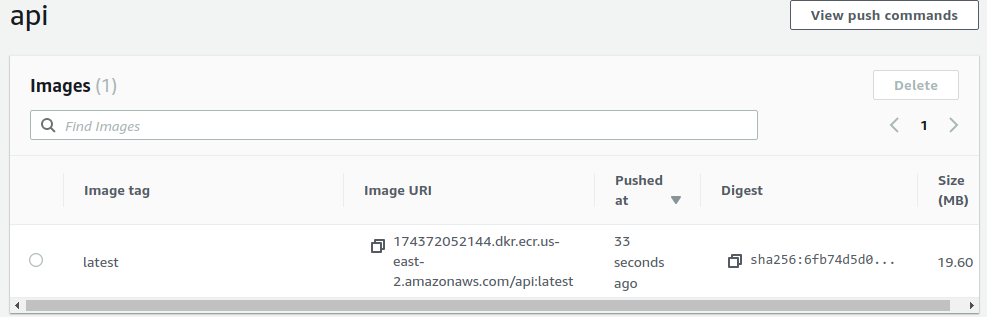 api
View push commands
Images (1)
Delete
Find Images
1
Image tag
Image URI
Pushed
at
Digest
Size
(MB)
latest
174372052144.dkr.ecr.us-
east-
2.amazonaws.com/api:latest
33
seconds
ago
sha256:6fb74d5d0...
19.60